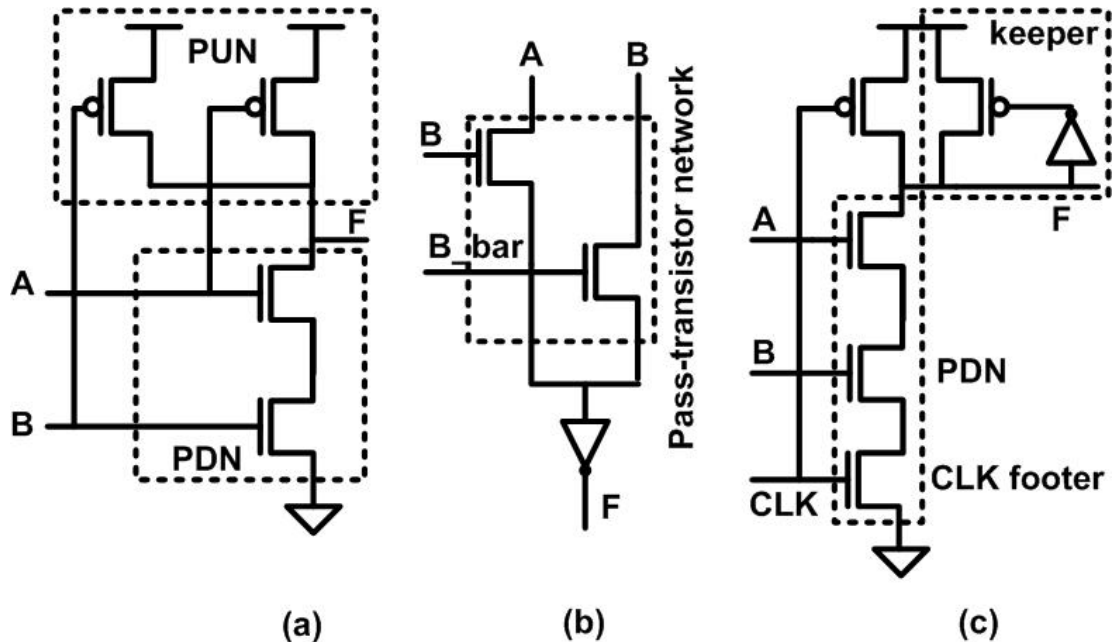 PUN
F
A
B
PDN
(a)
A
B
B
B_bar
Pass-transistor network
F
(b)
keeper
F
A
B
PDN
CLK
CLK footer
(c)